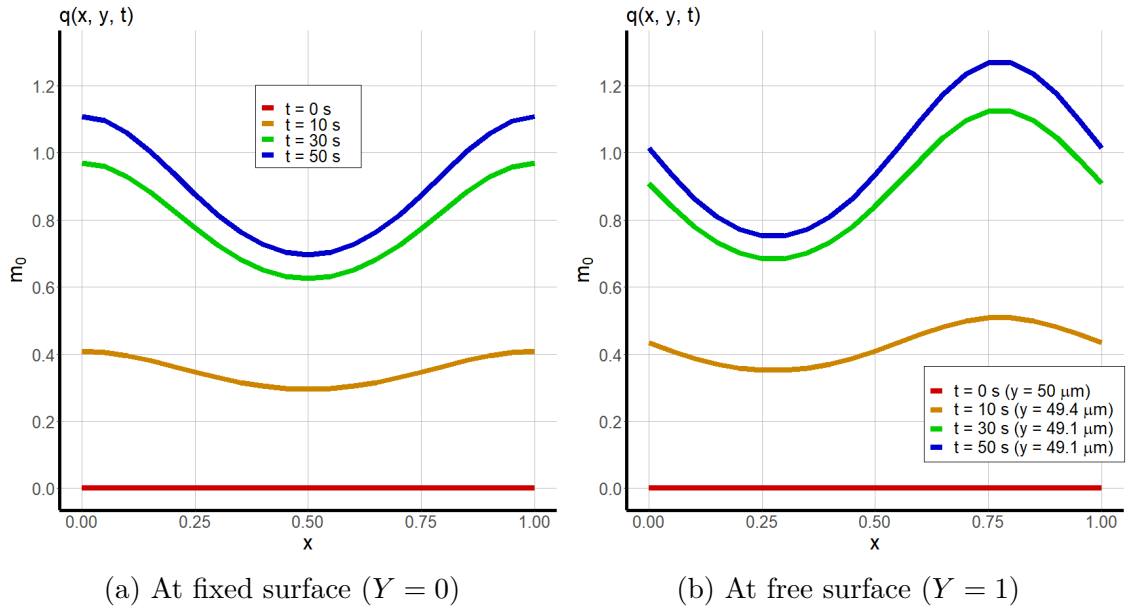 q(x, y, t)
1.2
1.0
0.8
0.6
0.4
0.2
0.0
m₀
t = 0 s
t = 10 s
t = 30 s
t = 50 s
0.00 0.25 0.50 0.75 1.00
x
(a) At fixed surface (Y = 0)
q(x, y, t)
1.2
1.0
0.8
0.6
0.4
0.2
0.0
m₀
t = 0 s (y = 50 μm)
t = 10 s (y = 49.4 μm)
t = 30 s (y = 49.1 μm)
t = 50 s (y = 49.1 μm)
0.00 0.25 0.50 0.75 1.00
x
(b) At free surface (Y = 1)